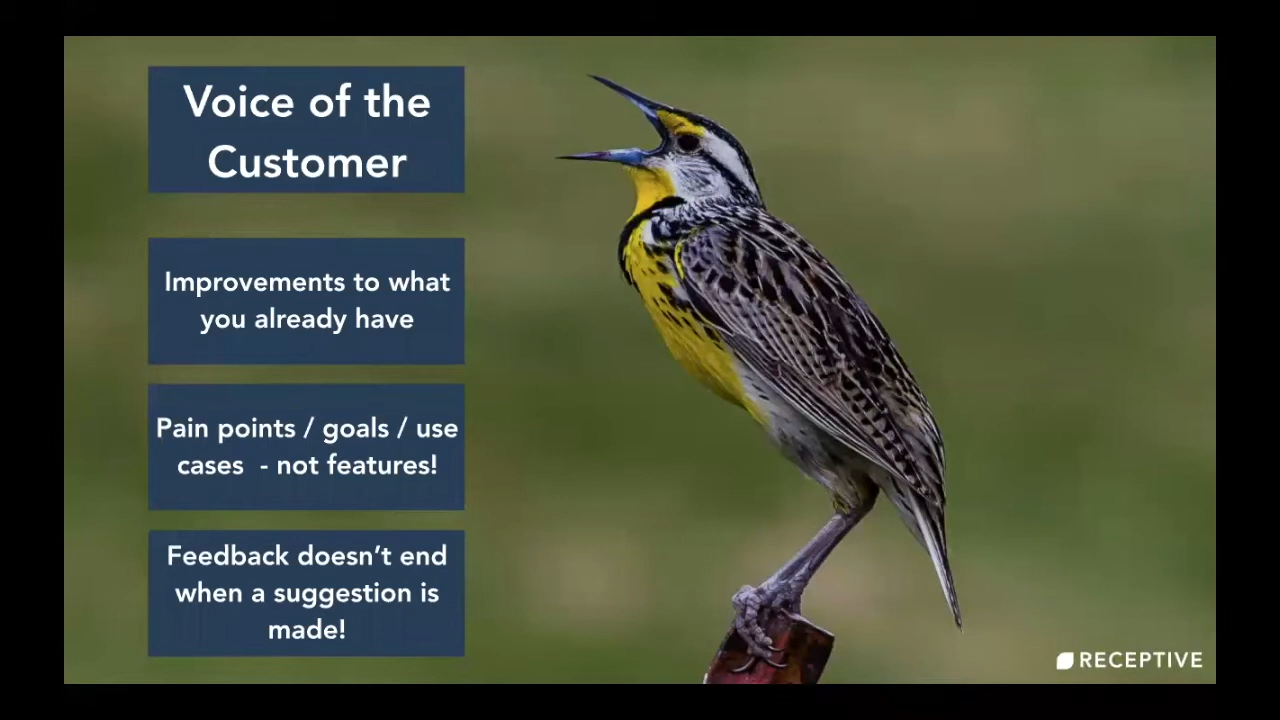 Voice of the
Customer
Improvements to what
you already have
Pain points / goals / use
cases - not features!
Feedback doesn’t end
when a suggestion is
made!
RECEPTIVE